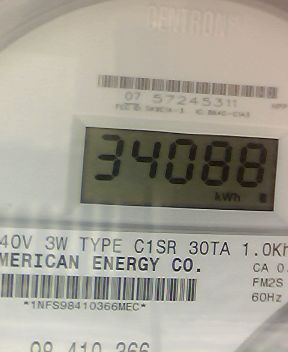 CENTRON®
07 57245311
34088
kWh
40V 3W TYPE C1SR 30TA 1.0Kh
MERICAN ENERGY CO.
CA 0.
FM2S
60Hz
*1NFS98410366MEC*
98 410 366